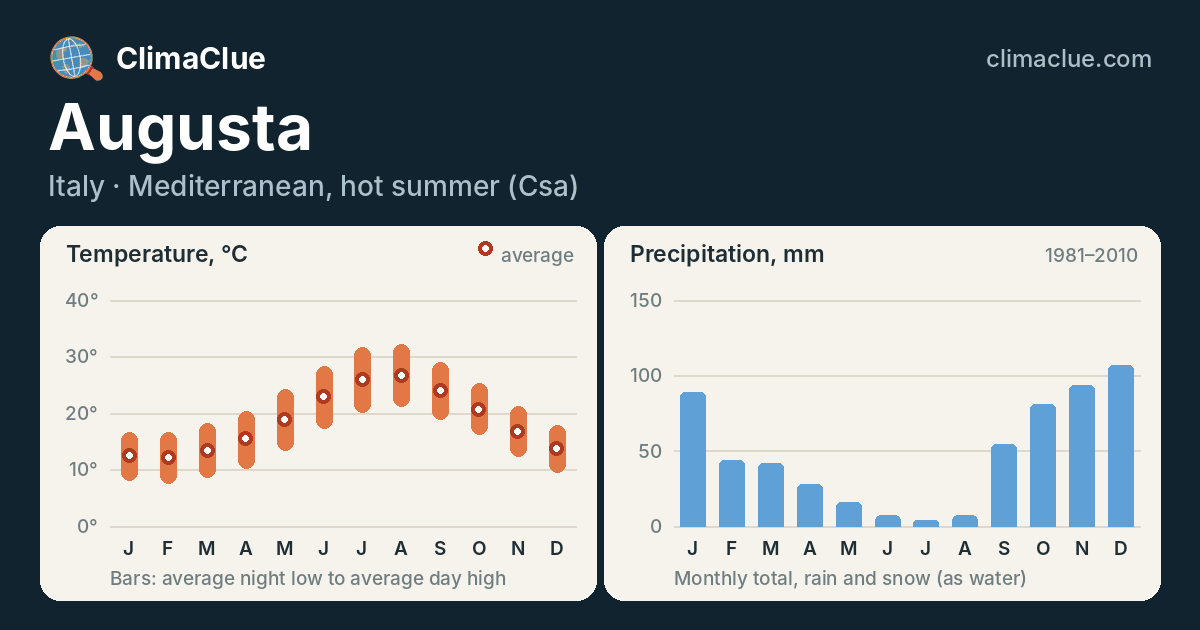 ClimaClue
climaclue.com
Augusta
Italy · Mediterranean, hot summer (Csa)
Temperature, °C
average
40°
30°
20°
10°
0°
J F M A M J J A S O N D
Bars: average night low to average day high
Precipitation, mm
1981–2010
150
100
50
0
J F M A M J J A S O N D
Monthly total, rain and snow (as water)